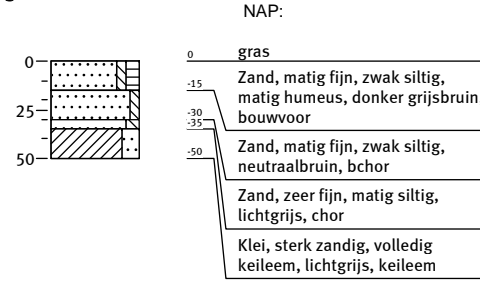 NAP:
0
25
50
0
gras
-15
Zand, matig fijn, zwak siltig,
matig humeus, donker grijsbruin
bouwvoor
-30
-35
Zand, matig fijn, zwak siltig,
neutraalbruin, bchor
-50
Zand, zeer fijn, matig siltig,
lichtgrijs, chor
Klei, sterk zandig, volledig
keileem, lichtgrijs, keileem